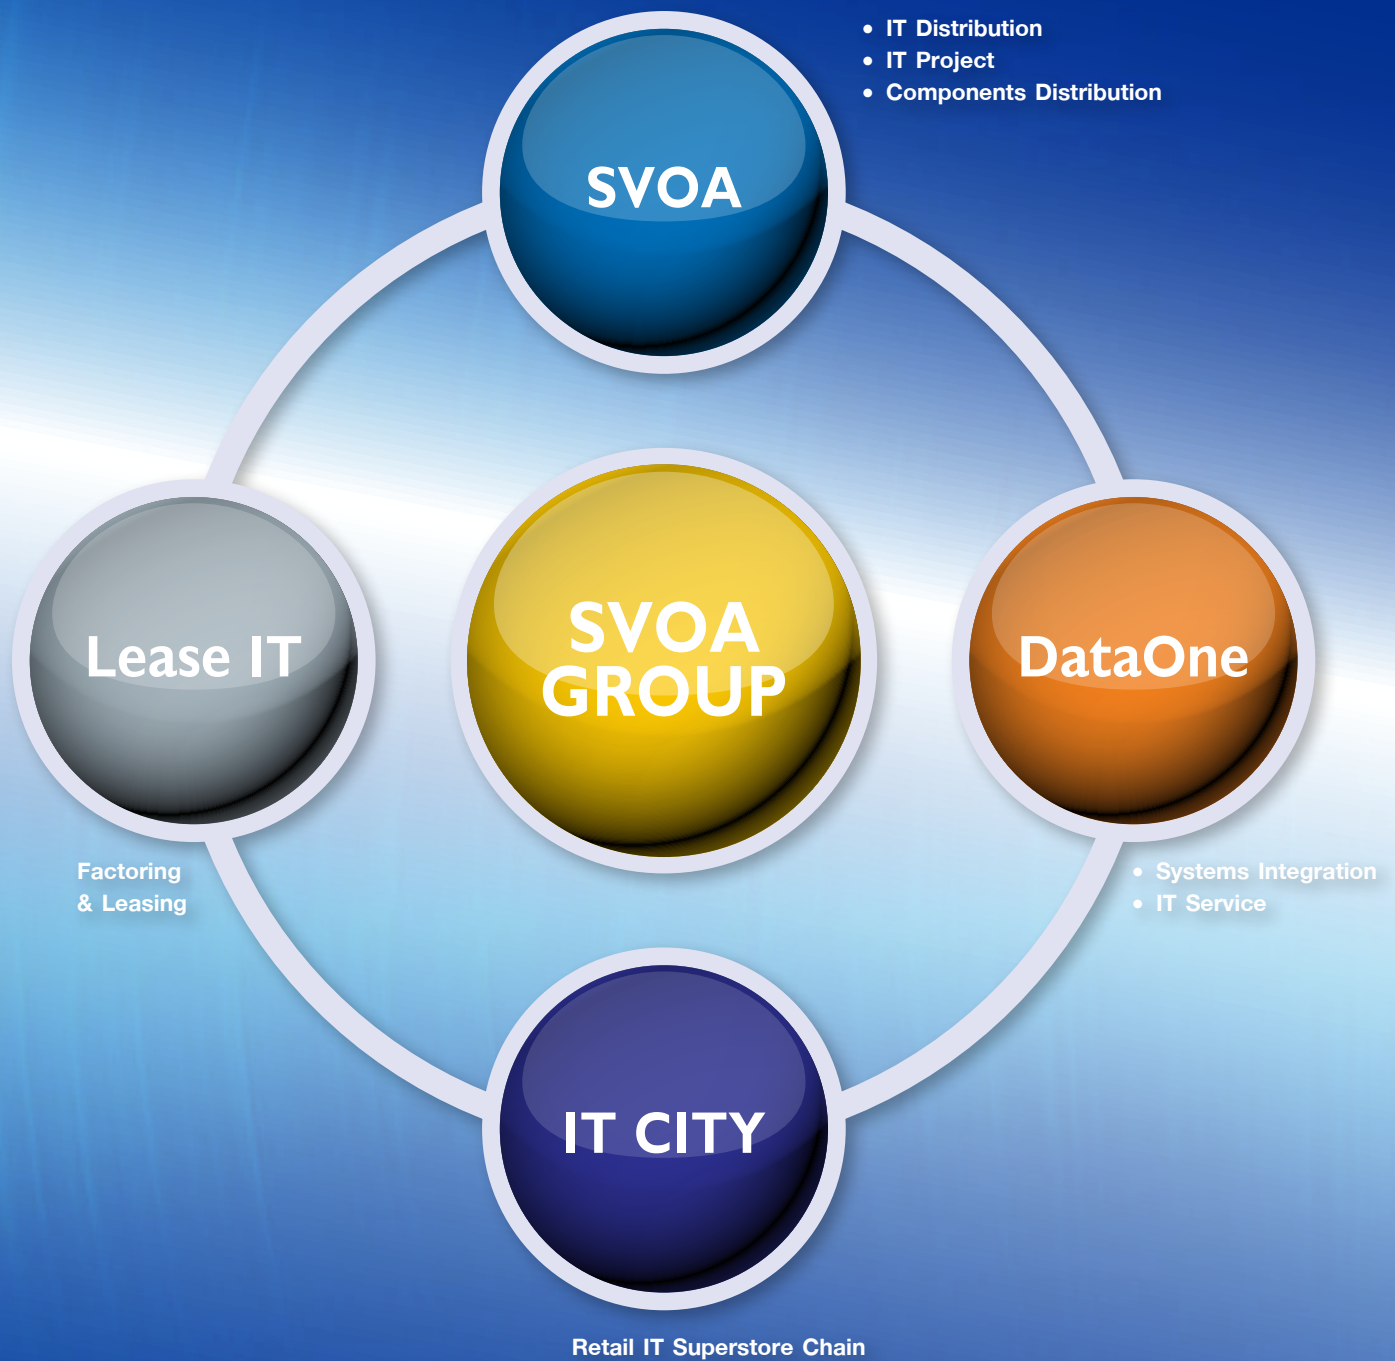 • IT Distribution
• IT Project
• Components Distribution
SVOA
Lease IT
SVOA
GROUP
DataOne
Factoring
& Leasing
• Systems Integration
• IT Service
IT CITY
Retail IT Superstore Chain